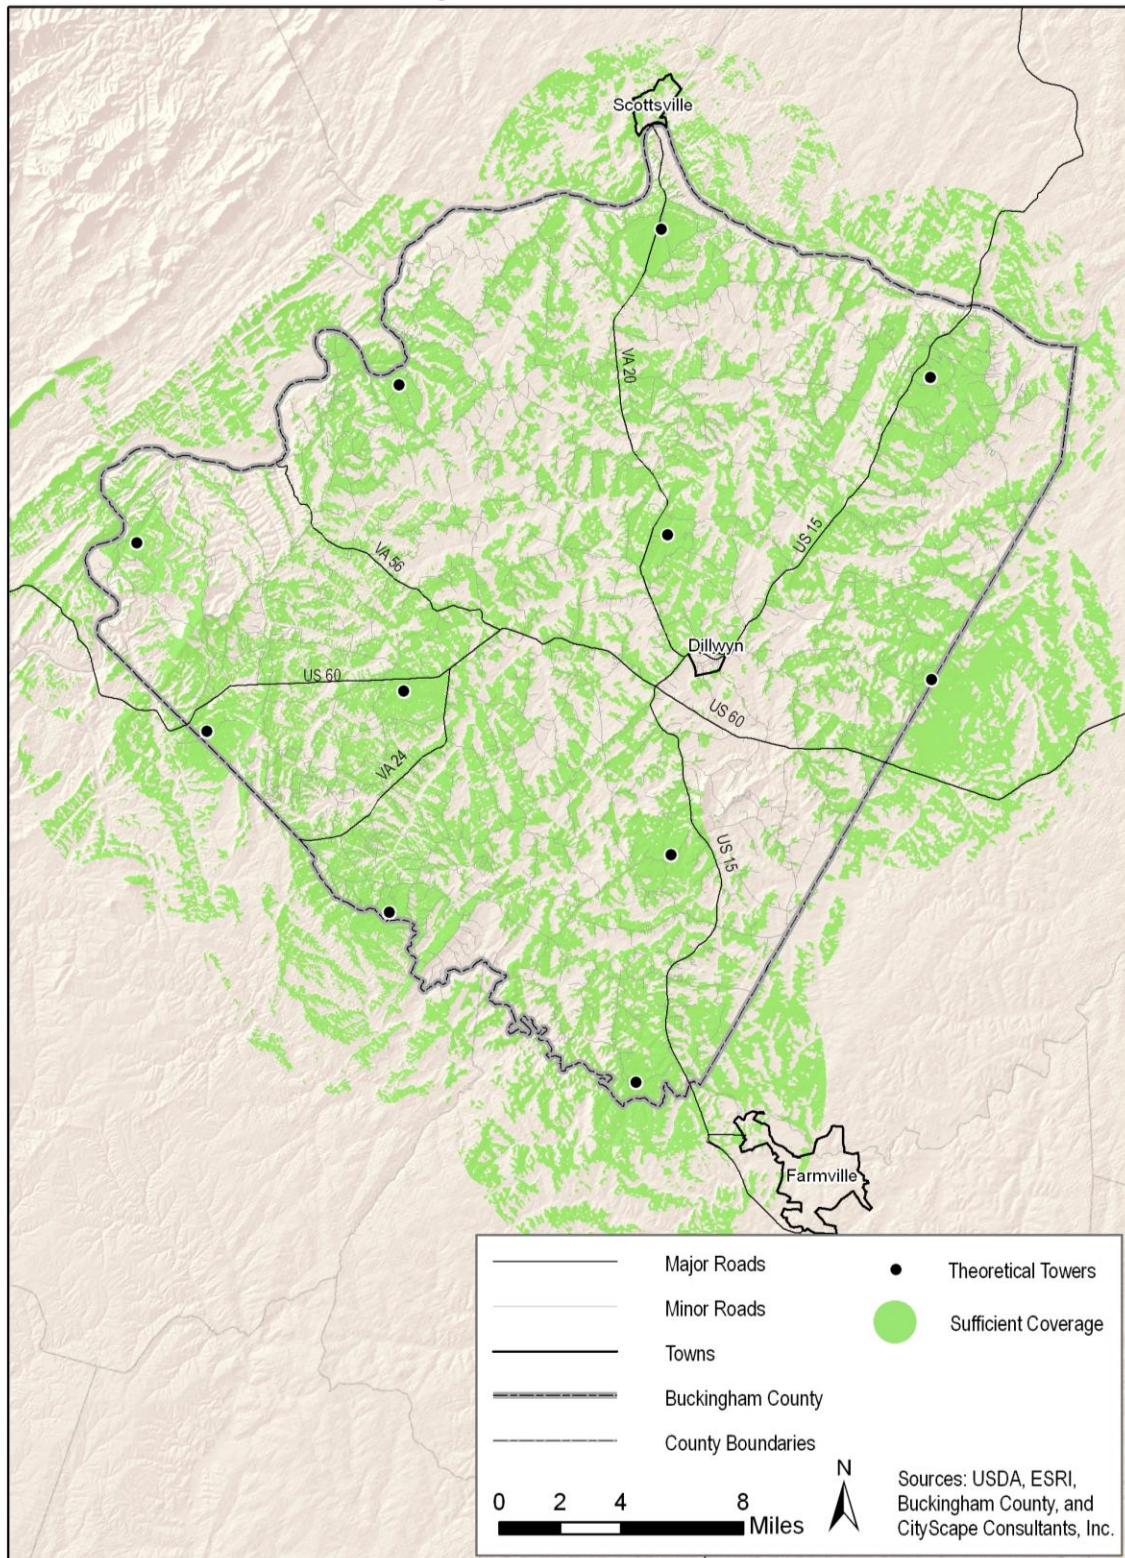 Scottsville
VA 20
US 15
VA 56
Dillwyn
US 60
US 60
VA 24
US 15
Farmville
Major Roads
Minor Roads
Towns
Buckingham County
County Boundaries
Theoretical Towers
Sufficient Coverage
0 2 4 8
Miles
N
Sources: USDA, ESRI,
Buckingham County, and
CityScape Consultants, Inc.